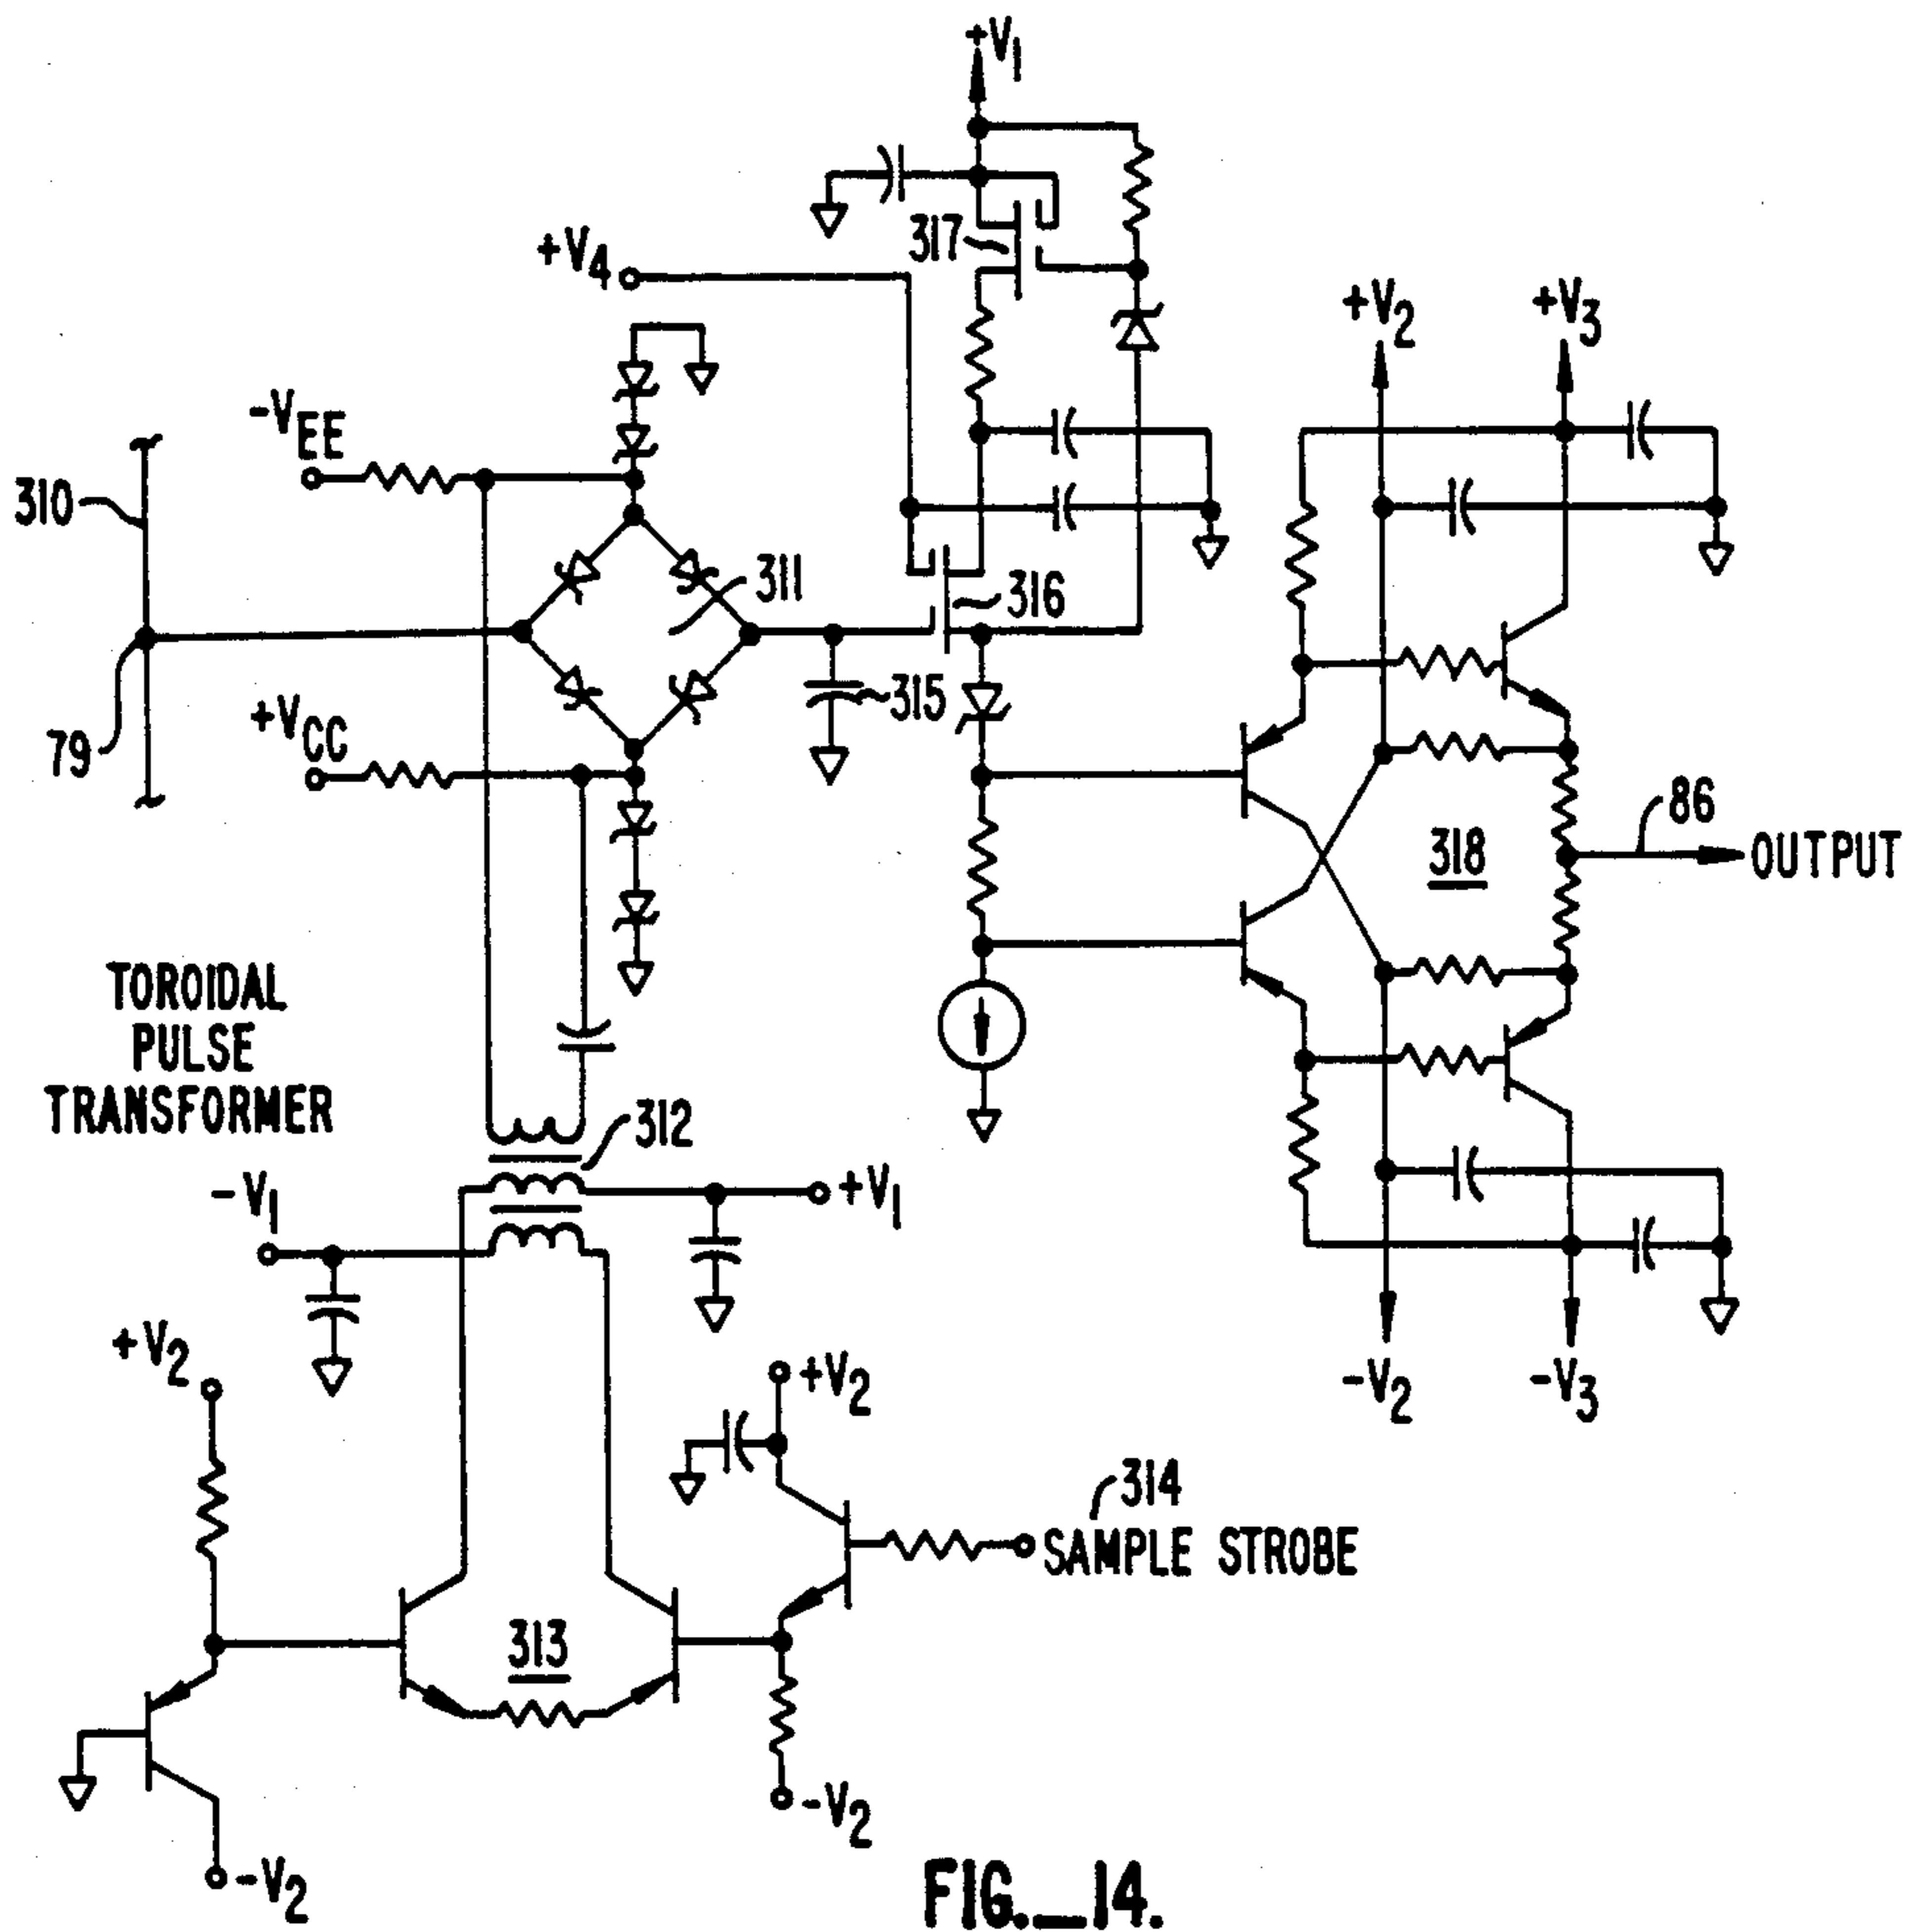 +V1
317
+V4
+V2
+V3
-VEE
310
311
316
315
79
+VCC
86
318
OUTPUT
TOROIDAL
PULSE
TRANSFORMER
312
-V1
+V1
+V2
+V2
-V2
-V3
314
SAMPLE STROBE
313
-V2
-V2
FIG._14.